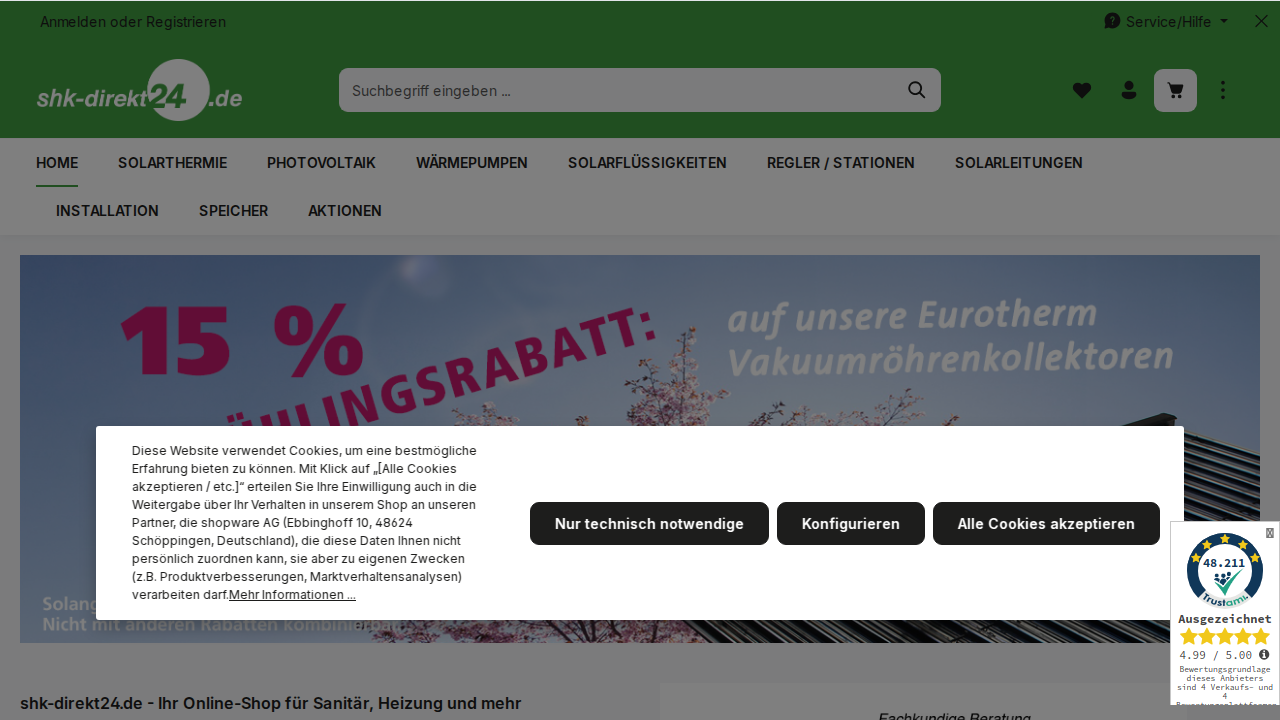 Anmelden oder Registrieren
Service/Hilfe
shk-direkt24.de
Suchbegriff eingeben ...
HOME
SOLARTHERMIE
PHOTOVOLTAIK
WÄRMEPUMPEN
SOLARFLÜSSIGKEITEN
REGLER / STATIONEN
SOLARLEITUNGEN
INSTALLATION
SPEICHER
AKTIONEN
15 %
auf unsere Eurotherm
Vakuumröhrenkollektoren
Diese Website verwendet Cookies, um eine bestmögliche
Erfahrung bieten zu können. Mit Klick auf „[Alle Cookies
akzeptieren / etc.]“ erteilen Sie Ihre Einwilligung auch in die
Weitergabe über Ihr Verhalten in unserem Shop an unseren
Partner, die shopware AG (Ebbinghoff 10, 48624
Schöppingen, Deutschland), die diese Daten Ihnen nicht
persönlich zuordnen kann, sie aber zu eigenen Zwecken
(z.B. Produktverbesserungen, Marktverhaltensanalysen)
verarbeiten darf.Mehr Informationen ...
Nur technisch notwendige
Konfigurieren
Alle Cookies akzeptieren
Nicht mit anderen Rabatten
48.211
Trustami
Ausgezeichnet
4.99 / 5.00
Bewertungsgrundlage
dieses Anbieters
sind 4 Verkaufs- und
4
shk-direkt24.de - Ihr Online-Shop für Sanitär, Heizung und mehr
Fachkundige Beratung